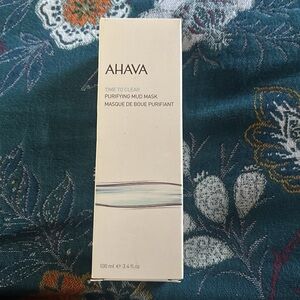 AHAVA
TIME TO CLEAR
PURIFYING MUD MASK
MASQUE DE BOUE PURIFIANT
100 ml ℮ 3.4 fl.oz